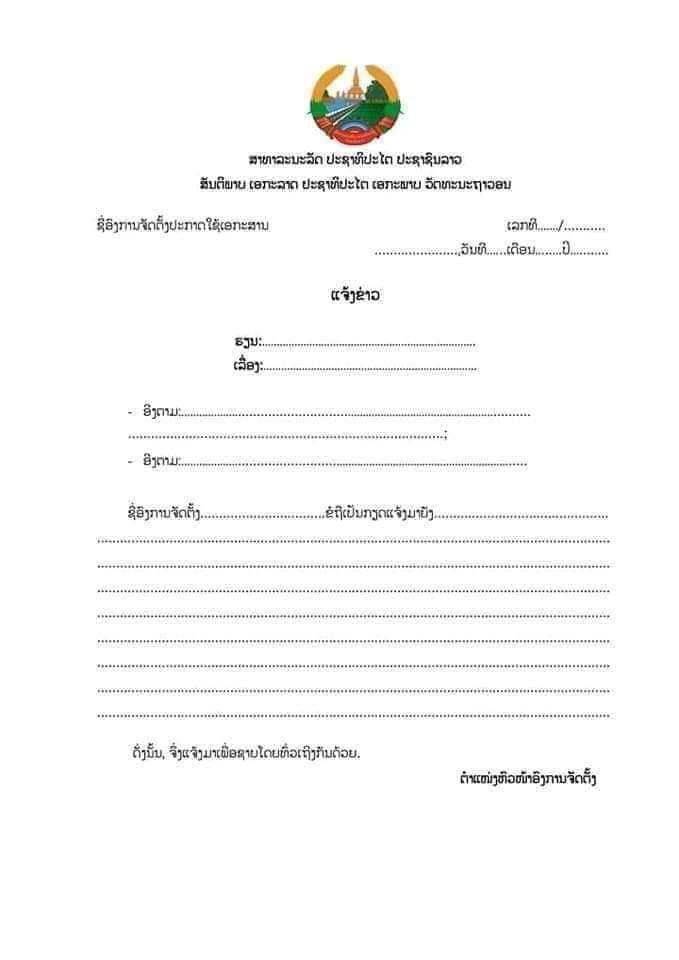 ສາທາລະນະລັດ ປະຊາທິປະໄຕ ປະຊາຊົນລາວ
ສັນຕິພາບ ເອກະລາດ ປະຊາທິປະໄຕ ເອກະພາບ ວັດທະນະຖາວອນ
ຊື່ອົງການຈັດຕັ້ງປະກາດໃຊ້ເອກະສານ ເລກທີ......./...........
......................,ວັນທີ......ເດືອນ........ປີ..........
ແຈ້ງຂ່າວ
ຮຽນ:........................................................................
ເລື່ອງ:........................................................................
- ອີງຕາມ:............................................................................................
....................................................................................;
- ອີງຕາມ:............................................................................................
ຊື່ອົງການຈັດຕັ້ງ.................................ຂໍຖືເປັນກຽດແຈ້ງມາຍັງ..............................................
........................................................................................................................................
........................................................................................................................................
........................................................................................................................................
........................................................................................................................................
........................................................................................................................................
........................................................................................................................................
........................................................................................................................................
........................................................................................................................................
ດັ່ງນັ້ນ, ຈຶ່ງແຈ້ງມາເພື່ອຊາບໂດຍທົ່ວເຖິງກັນດ້ວຍ.
ຕໍາແໜ່ງຫົວໜ້າອົງການຈັດຕັ້ງ